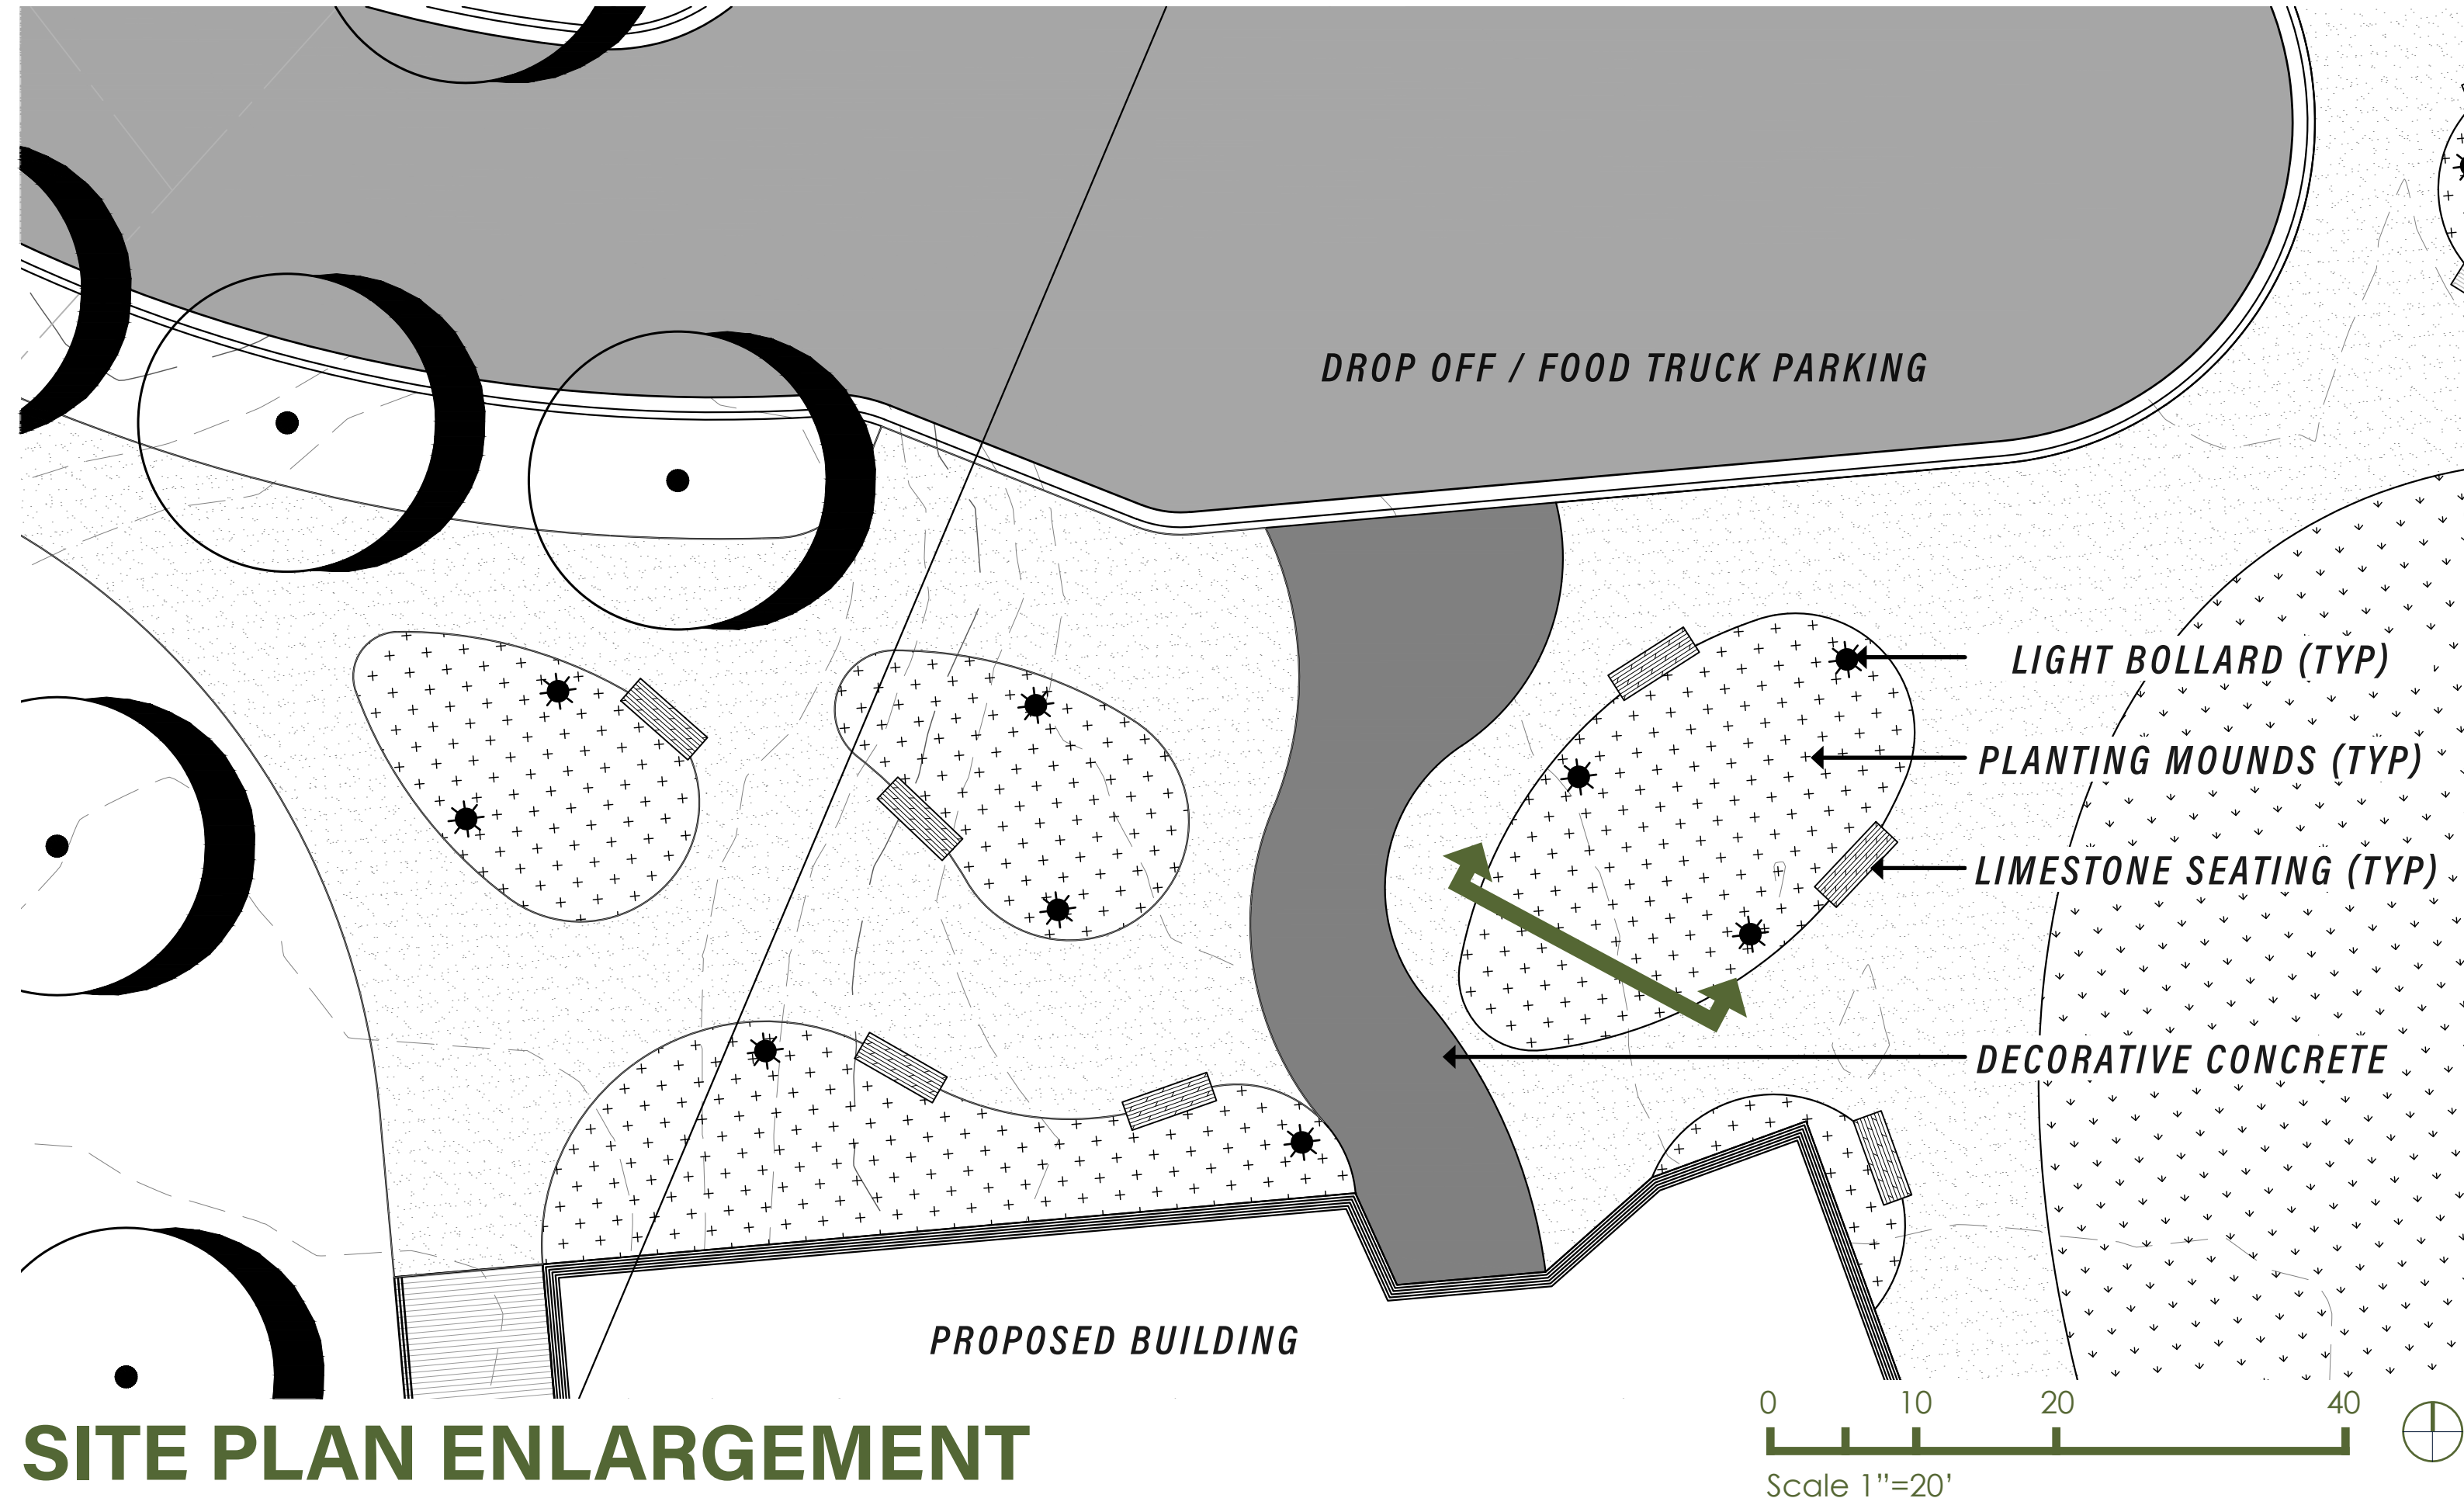 DROP OFF / FOOD TRUCK PARKING
LIGHT BOLLARD (TYP)
PLANTING MOUNDS (TYP)
LIMESTONE SEATING (TYP)
DECORATIVE CONCRETE
PROPOSED BUILDING
SITE PLAN ENLARGEMENT
0 10 20 40
Scale 1”=20’